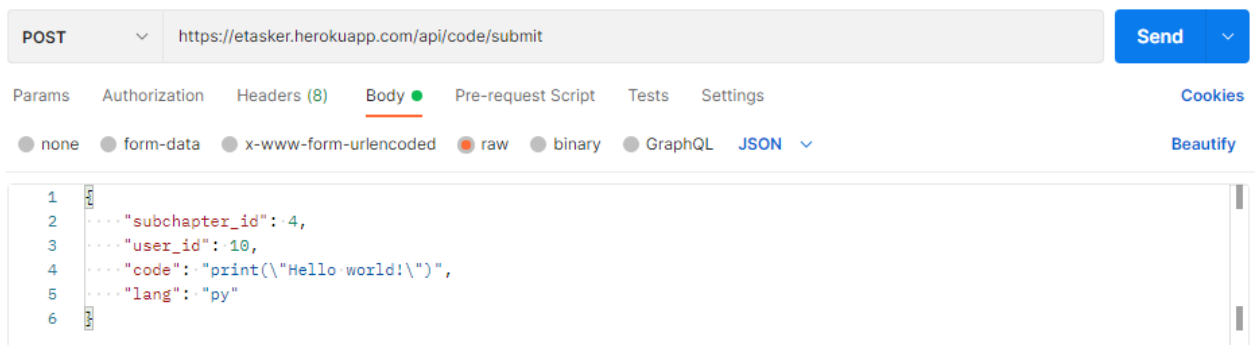 POST https://etasker.herokuapp.com/api/code/submit Send
Params Authorization Headers (8) Body Pre-request Script Tests Settings Cookies
none form-data x-www-form-urlencoded raw binary GraphQL JSON Beautify
1 {
2 "subchapter_id": 4,
3 "user_id": 10,
4 "code": "print(\"Hello world!\")",
5 "lang": "py"
6 }